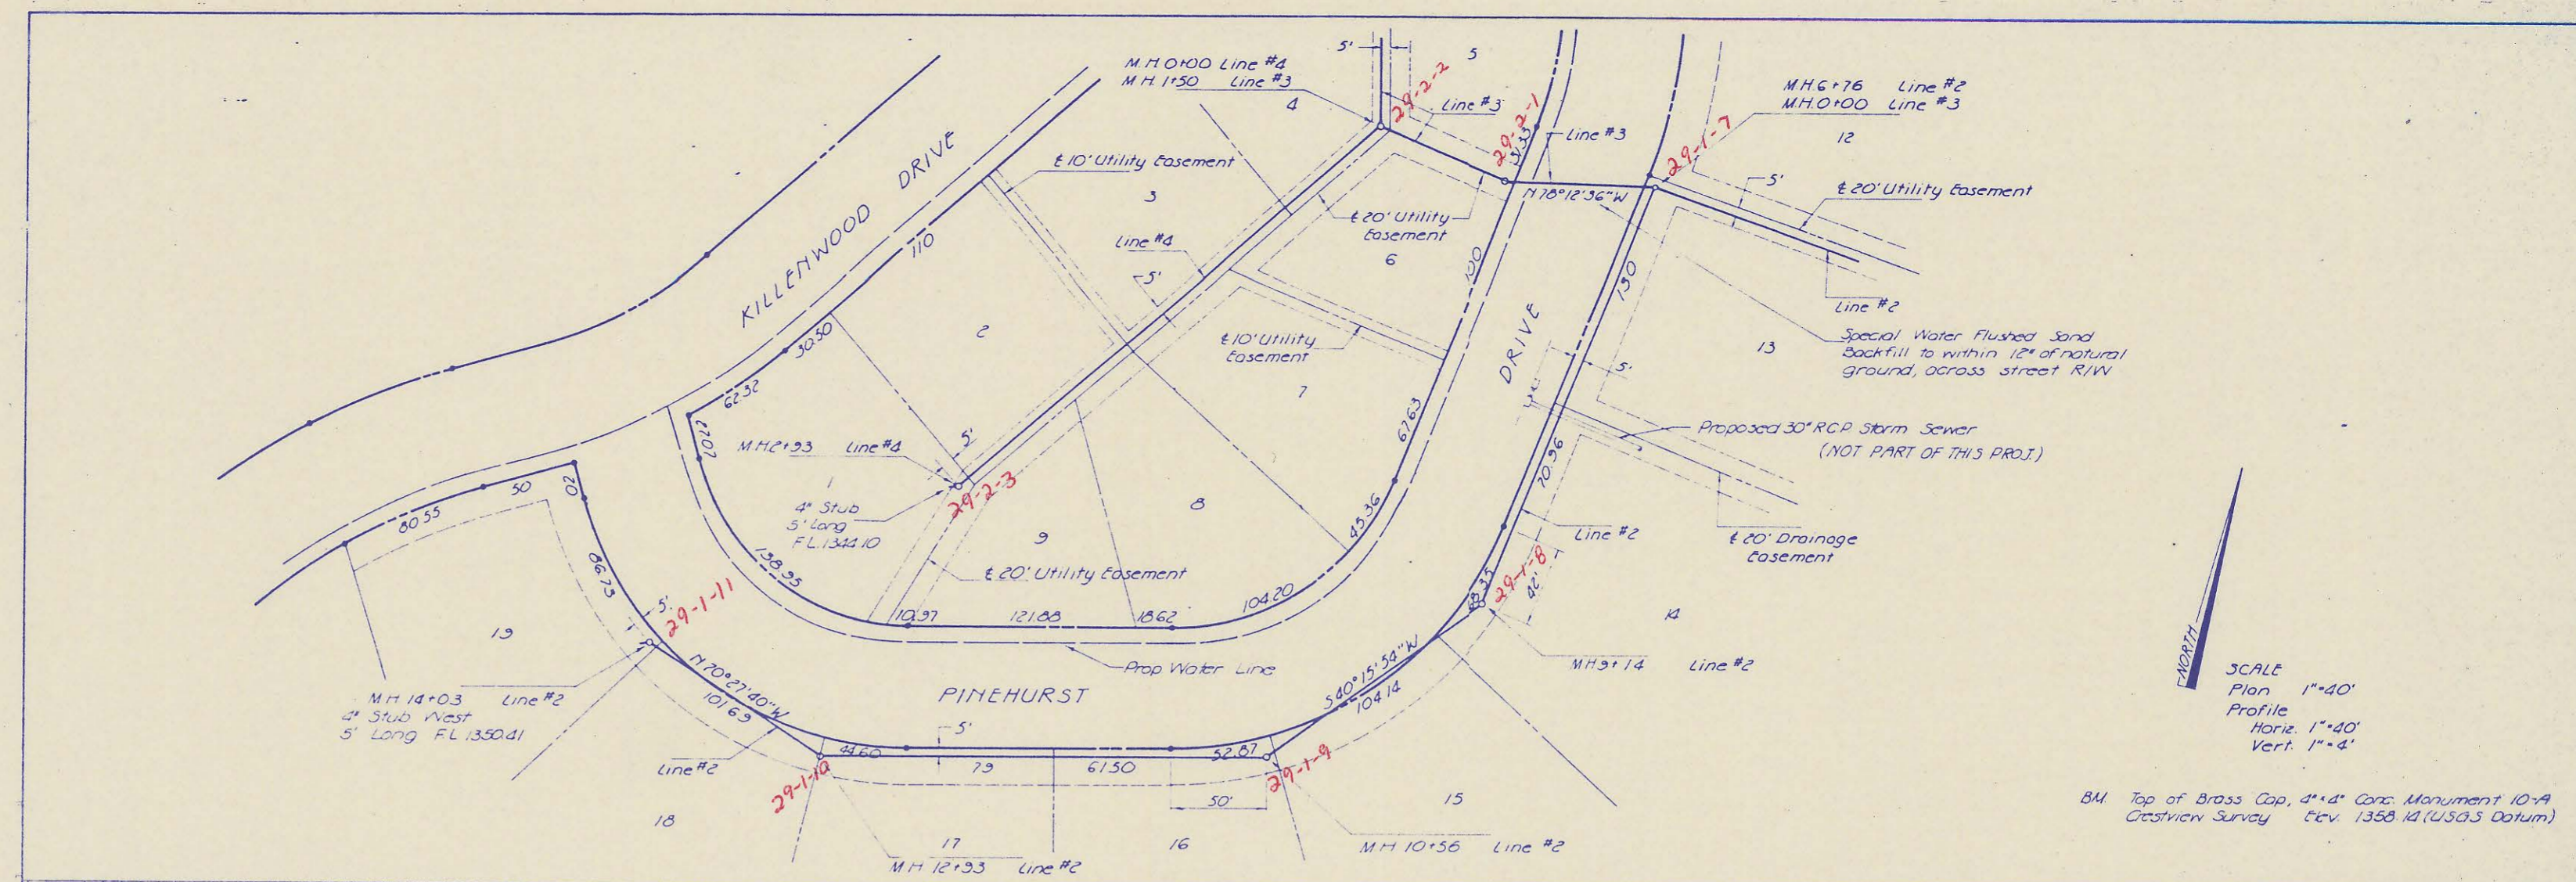 M.H. 0+00 Line #4
M.H. 1+50 Line #3
4
5'
5
29-2-2
Line #3
29-2-1
Line #3
29-1-7
M.H. 6+76 Line #2
M.H. 0+00 Line #3
12
5'
℄ 20' Utility Easement
N 78°12'36"W
Line #2
Special Water Flushed Sand
Backfill to within 12" of natural
ground, across street R/W
13
KILLENWOOD DRIVE
℄ 10' Utility Easement
3
Line #4
5'
℄ 20' Utility
Easement
6
110
100
130
30.50
2
℄ 10' Utility
Easement
7
DRIVE
5'
62.32
27.07
67.63
Proposed 30" RCP Storm Sewer
(NOT PART OF THIS PROJ.)
70.96
M.H. 2+93 Line #4
5'
1
4" Stub
5' Long
F.L. 1344.10
29-2-3
8
9
43.36
Line #2
℄ 20' Drainage
Easement
50
20
80.55
86.73
138.95
℄ 20' Utility Easement
29-1-8
42'
14
10.97
121.88
18.62
104.20
5'
29-1-11
19
Prop Water Line
S 40°15'54"W
104.14
MH 9+14 Line #2
N 70°27'40"W
101.69
PINEHURST
M.H. 14+03 Line #2
4" Stub West
5' Long F.L. 1350.41
Line #2
44.60
5'
79
61.50
52.87
29-1-10
29-1-9
50'
15
18
17
16
M.H. 12+93 Line #2
M.H. 10+56 Line #2
NORTH
SCALE
Plan 1"=40'
Profile
Horiz. 1"=40'
Vert. 1"=4'
B.M. Top of Brass Cap, 4"x4" Conc. Monument 10-A
Crestview Survey Elev. 1358.14 (USGS Datum)